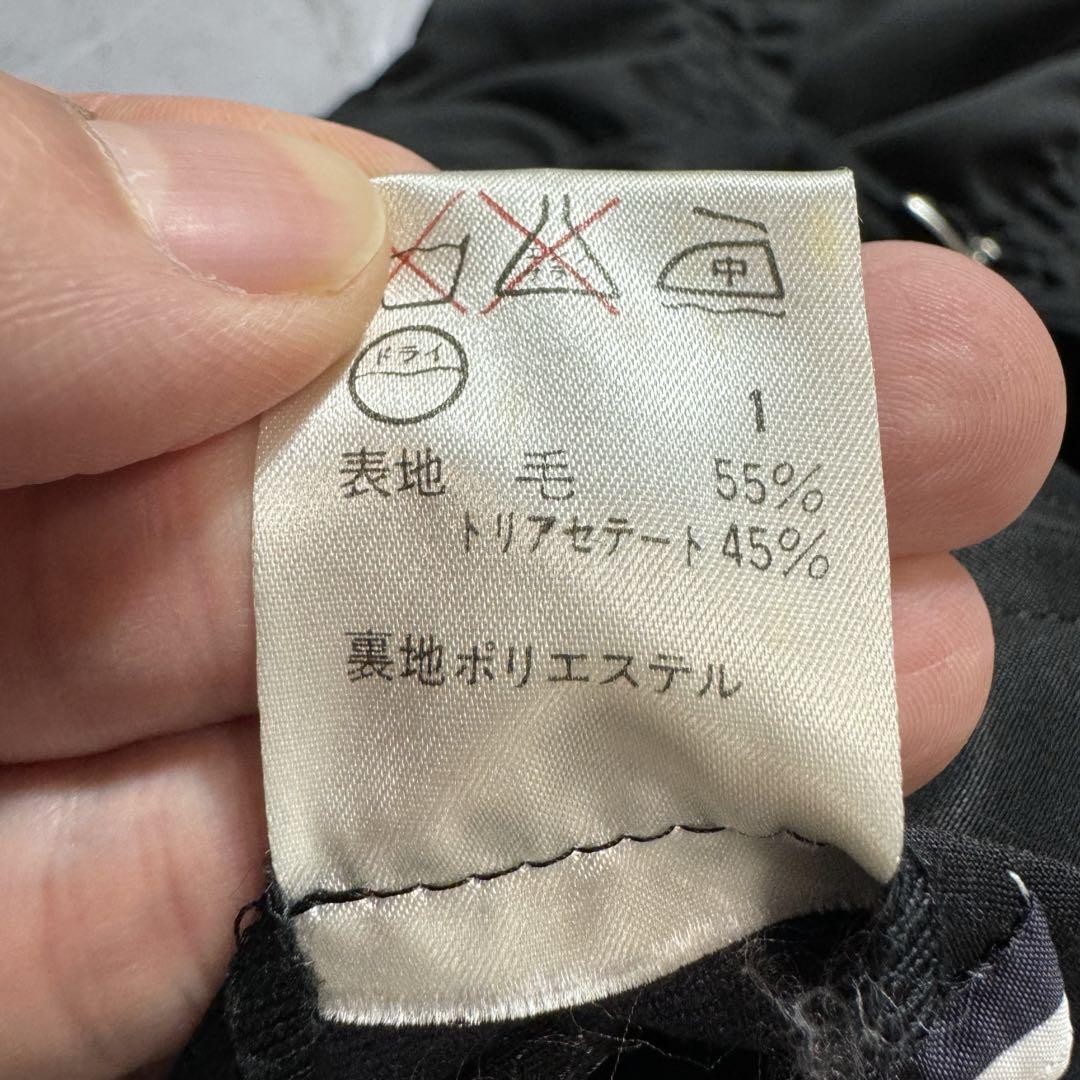 中
ドライ
1
表地 毛 55%
トリアセテート 45%
裏地ポリエステル